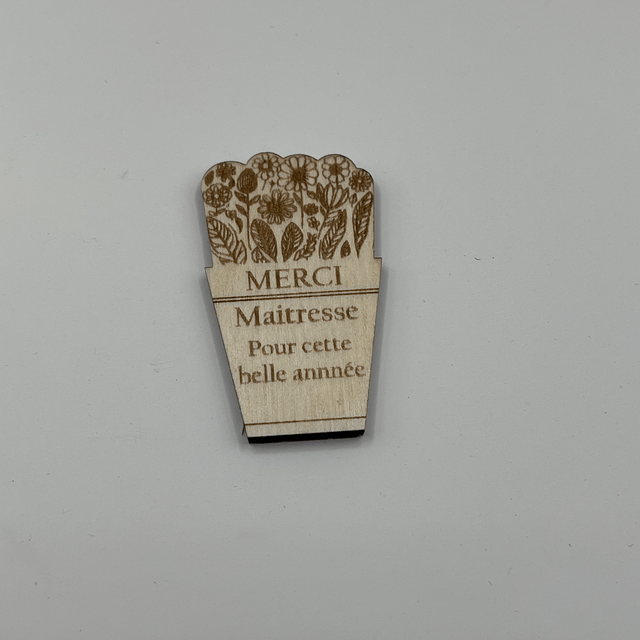 MERCI
Maitresse
Pour cette
belle annnée